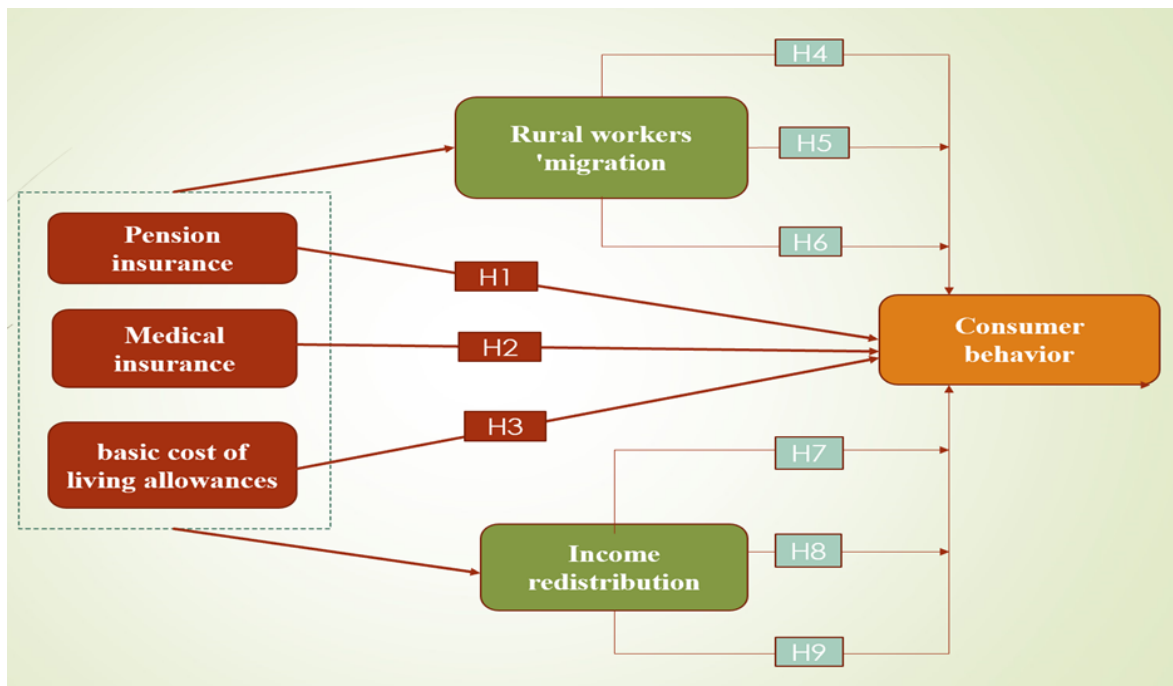 H4
Rural workers
'migration
H5
H6
Pension
insurance
H1
Medical
insurance
H2
Consumer
behavior
basic cost of
living allowances
H3
H7
Income
redistribution
H8
H9